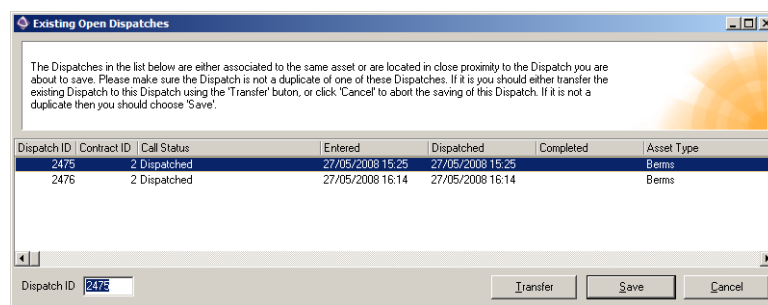 Existing Open Dispatches
The Dispatches in the list below are either associated to the same asset or are located in close proximity to the Dispatch you are
about to save. Please make sure the Dispatch is not a duplicate of one of these Dispatches. If it is you should either transfer the
existing Dispatch to this Dispatch using the 'Transfer' buton, or click 'Cancel' to abort the saving of this Dispatch. If it is not a
duplicate then you should choose 'Save'.
Dispatch ID Contract ID Call Status Entered Dispatched Completed Asset Type
2475 2 Dispatched 27/05/2008 15:25 27/05/2008 15:25 Berms
2476 2 Dispatched 27/05/2008 16:14 27/05/2008 16:14 Berms
Dispatch ID 2475 Transfer Save Cancel